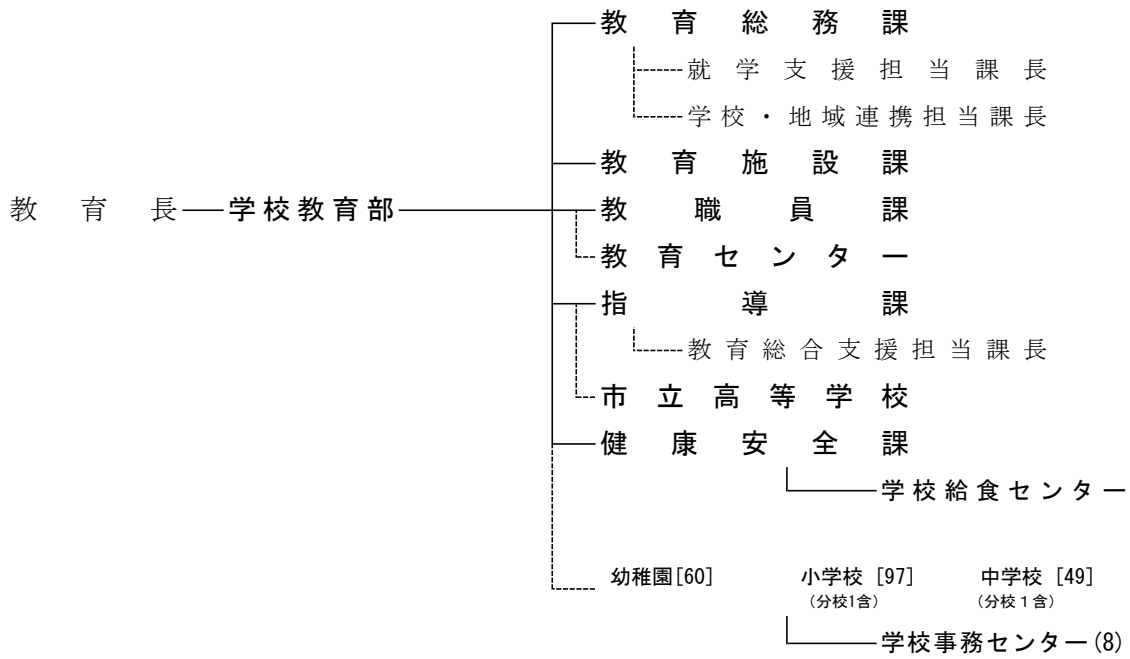 教育総務課
就学支援担当課長
学校・地域連携担当課長
教育施設課
教育長 学校教育部 教職員課
教育センター
指導課
教育総合支援担当課長
市立高等学校
健康安全課
学校給食センター
幼稚園[60] 小学校 [97] 中学校 [49]
(分校1含) (分校１含)
学校事務センター(8)